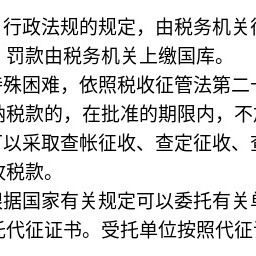 行政法规的规定，由税务机关
罚款由税务机关上缴国库。
殊困难，依照税收征管法第二
税款的，在批准的期限内，不
以采取查帐征收、查定征收、
税款。
据国家有关规定可以委托有关
代征证书。受托单位按照代征